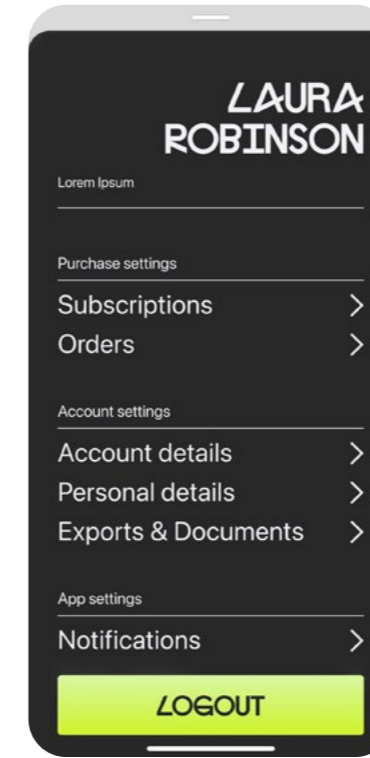 LAURA
ROBINSON
Lorem Ipsum
Purchase settings
Subscriptions
Orders
Account settings
Account details
Personal details
Exports & Documents
App settings
Notifications
LOGOUT